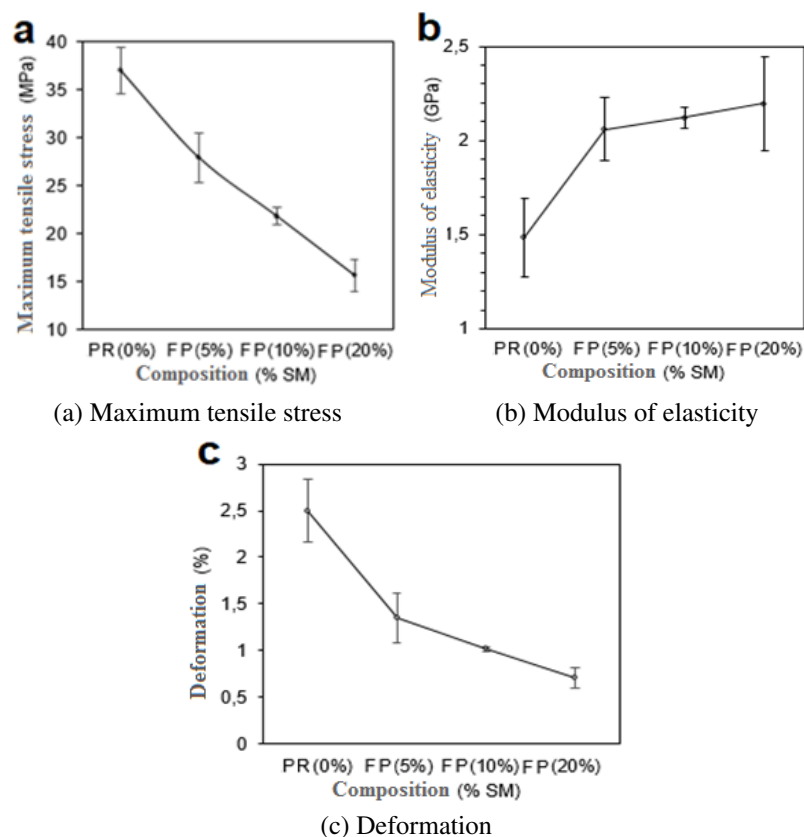 a
Maximum tensile stress (MPa)
40
35
30
25
20
15
10
PR(0%) FP(5%) FP(10%) FP(20%)
Composition (% SM)
(a) Maximum tensile stress
b
Modulus of elasticity (GPa)
2,5
2
1,5
1
PR(0%) FP(5%) FP(10%) FP(20%)
Composition (% SM)
(b) Modulus of elasticity
c
Deformation (%)
3
2,5
2
1,5
1
0,5
0
PR(0%) FP(5%) FP(10%) FP(20%)
Composition (% SM)
(c) Deformation